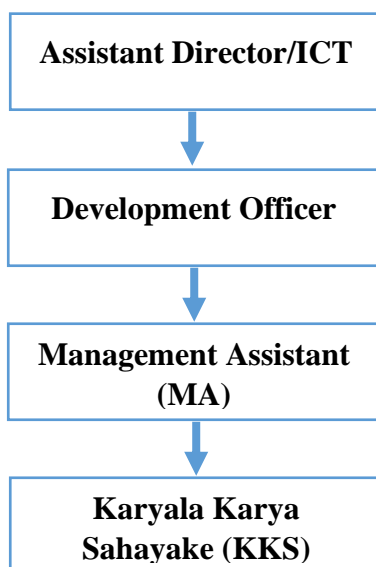 Assistant Director/ICT
Development Officer
Management Assistant
(MA)
Karyala Karya
Sahayake (KKS)